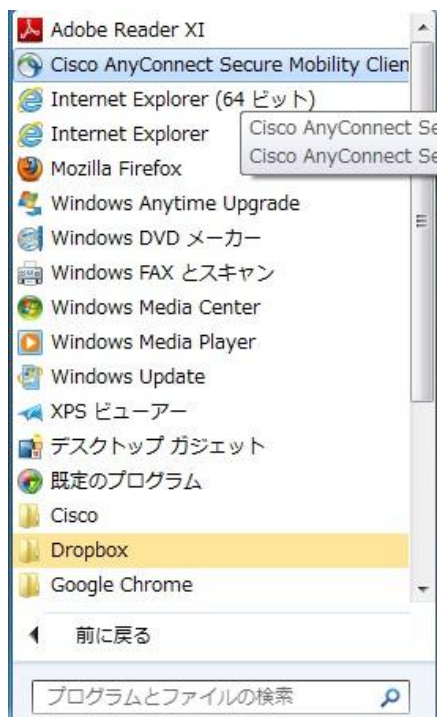 Adobe Reader XI
Cisco AnyConnect Secure Mobility Clien
Internet Explorer (64 ビット)
Cisco AnyConnect Se
Internet Explorer
Cisco AnyConnect Se
Mozilla Firefox
Windows Anytime Upgrade
Windows DVD メーカー
Windows FAX とスキャン
Windows Media Center
Windows Media Player
Windows Update
XPS ビューアー
デスクトップ ガジェット
既定のプログラム
Cisco
Dropbox
Google Chrome
前に戻る
プログラムとファイルの検索